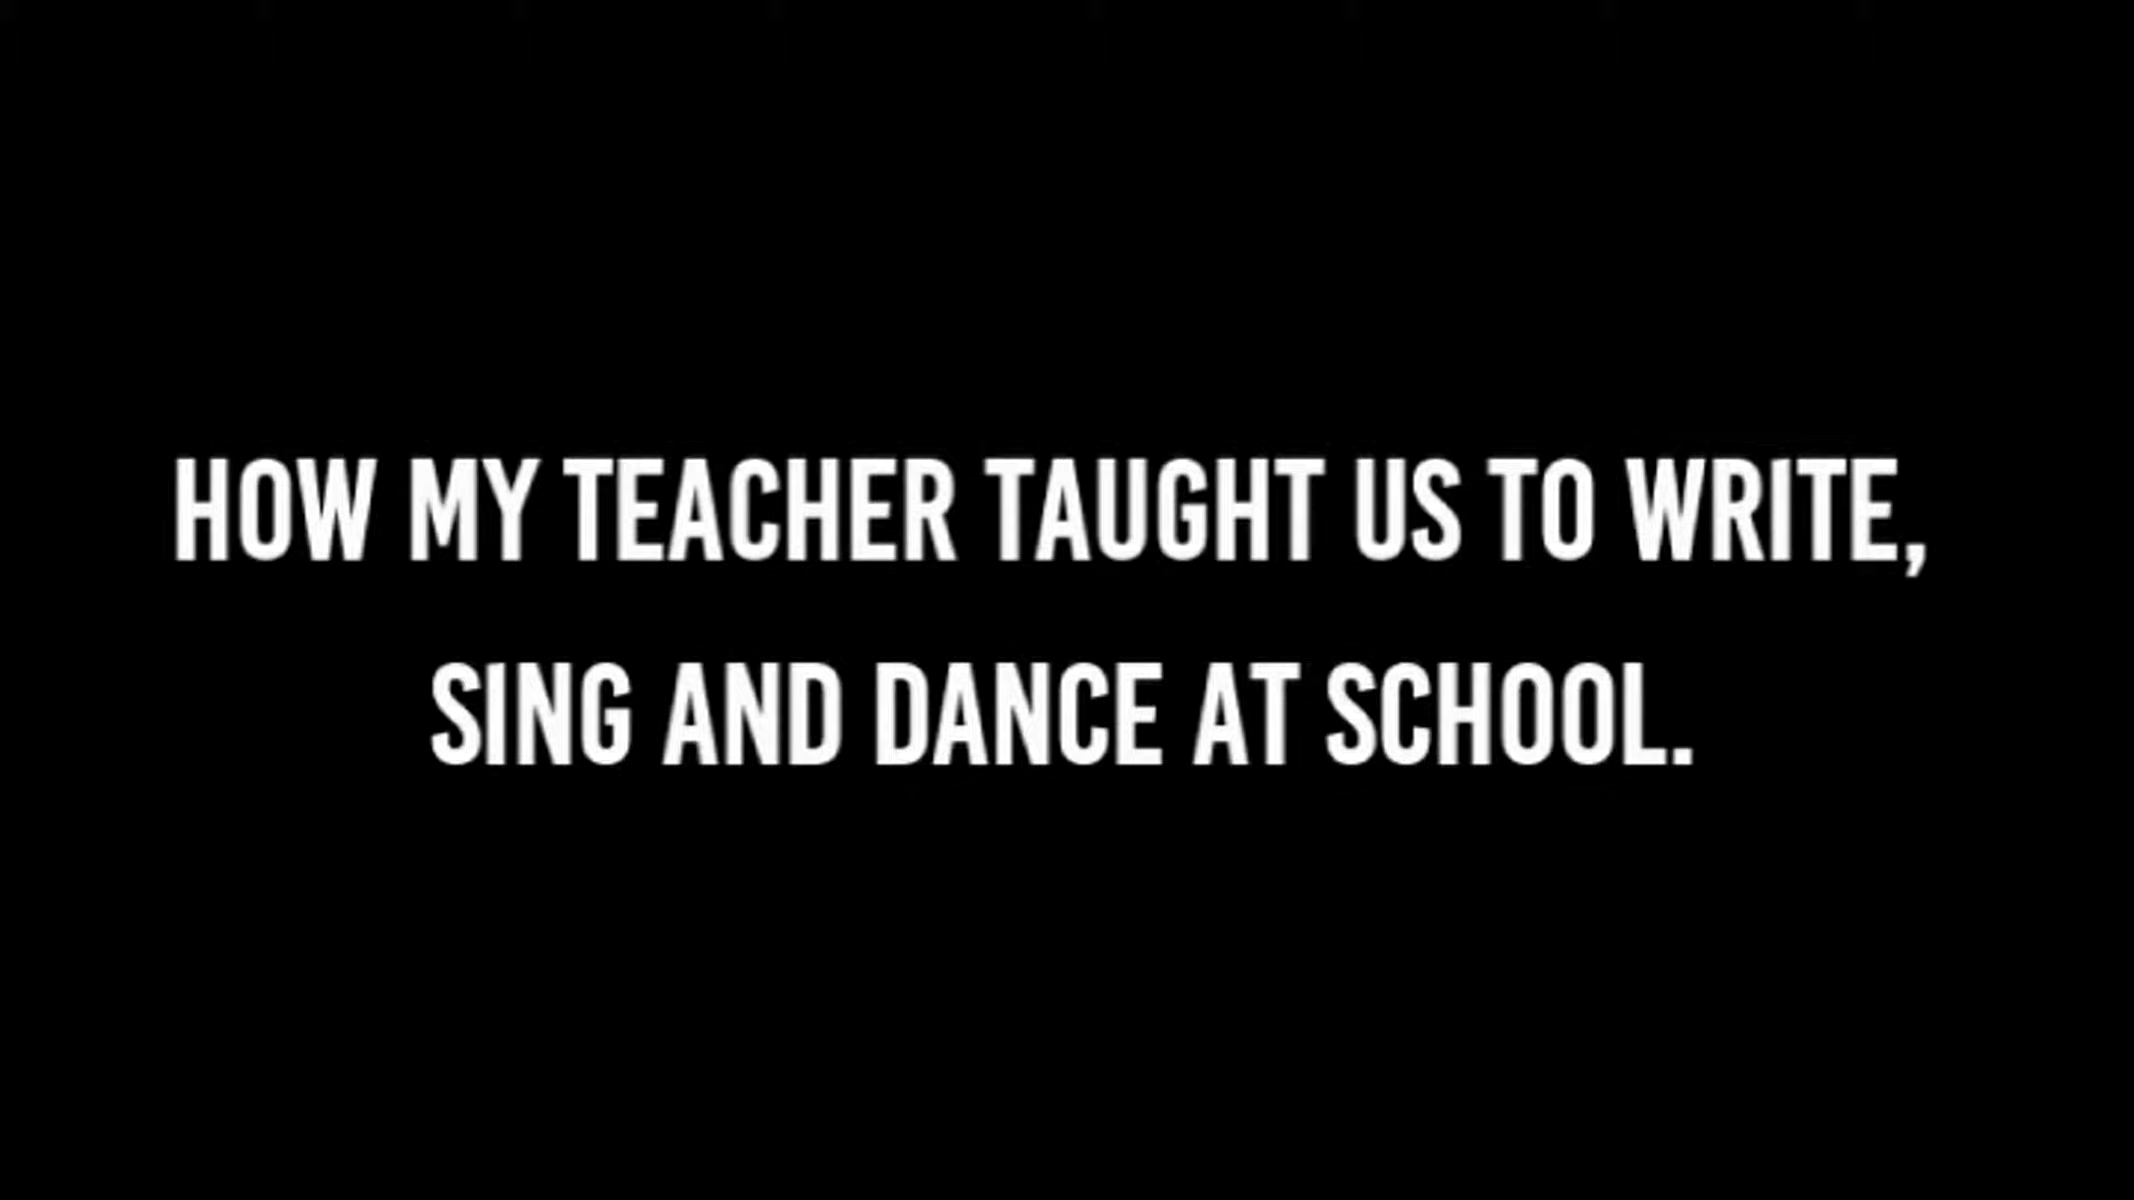 HOW MY TEACHER TAUGHT US TO WRITE,
SING AND DANCE AT SCHOOL.